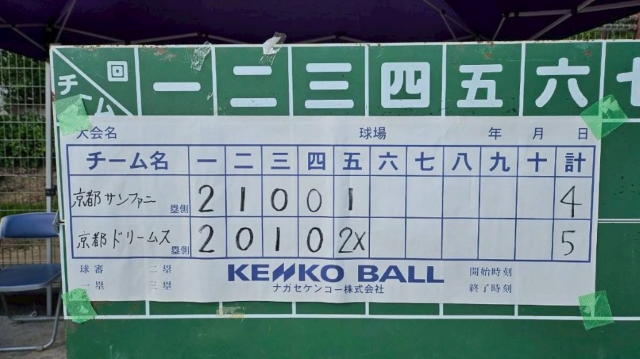 チーム 回 一 二 三 四 五 六 七
大会名 球場 年 月 日
チーム名 一 二 三 四 五 六 七 八 九 十 計
京都サンファニ 塁側 2 1 0 0 1 4
京都ドリームス 塁側 2 0 1 0 2X 5
球審 二塁 KENKO BALL 開始時刻
一塁 三塁 ナガセケンコー株式会社 終了時刻